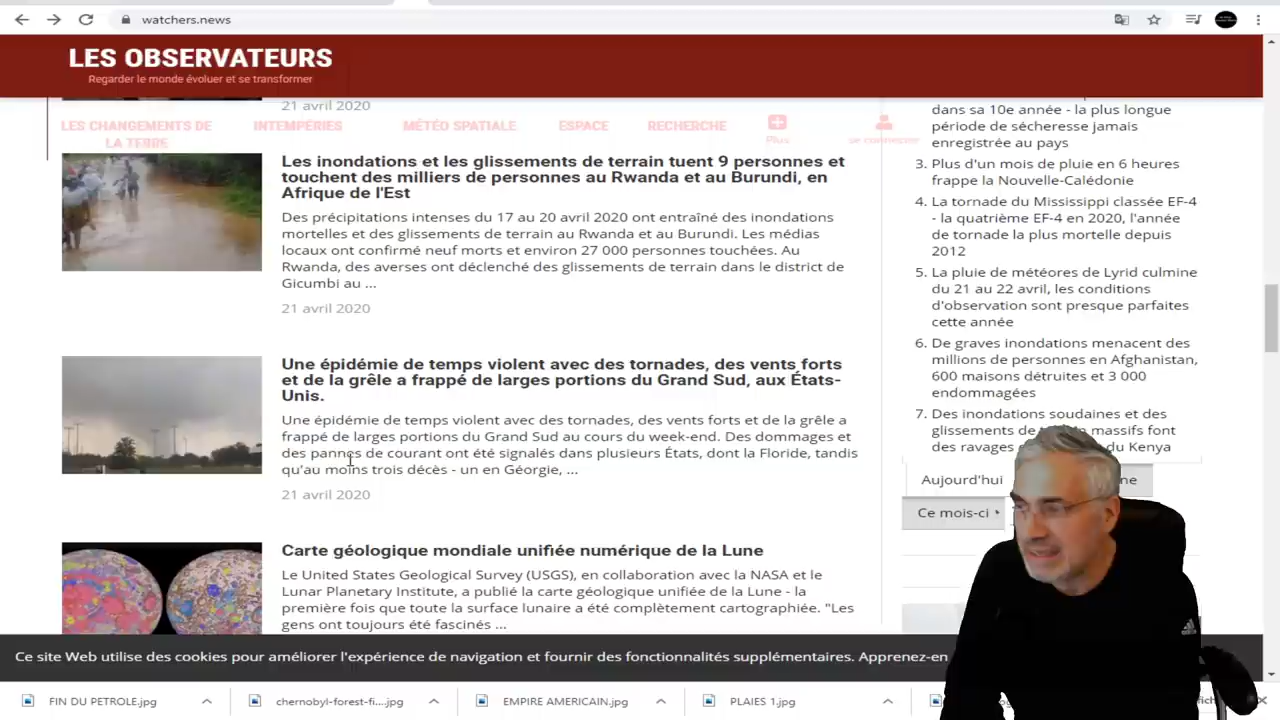 watchers.news
LES OBSERVATEURS
Regarder le monde évoluer et se transformer
21 avril 2020
LES CHANGEMENTS DE
LA TERRE
INTEMPÉRIES
MÉTÉO SPATIALE
ESPACE
RECHERCHE
Plus
se connecter
Les inondations et les glissements de terrain tuent 9 personnes et
touchent des milliers de personnes au Rwanda et au Burundi, en
Afrique de l'Est
Des précipitations intenses du 17 au 20 avril 2020 ont entraîné des inondations
mortelles et des glissements de terrain au Rwanda et au Burundi. Les médias
locaux ont confirmé neuf morts et environ 27 000 personnes touchées. Au
Rwanda, des averses ont déclenché des glissements de terrain dans le district de
Gicumbi au ...
21 avril 2020
Une épidémie de temps violent avec des tornades, des vents forts
et de la grêle a frappé de larges portions du Grand Sud, aux États-
Unis.
Une épidémie de temps violent avec des tornades, des vents forts et de la grêle a
frappé de larges portions du Grand Sud au cours du week-end. Des dommages et
des pannes de courant ont été signalés dans plusieurs États, dont la Floride, tandis
qu'au moins trois décès - un en Géorgie, ...
21 avril 2020
Carte géologique mondiale unifiée numérique de la Lune
Le United States Geological Survey (USGS), en collaboration avec la NASA et le
Lunar Planetary Institute, a publié la carte géologique unifiée de la Lune - la
première fois que toute la surface lunaire a été complètement cartographiée. "Les
gens ont toujours été fascinés ...
dans sa 10e année - la plus longue
période de sécheresse jamais
enregistrée au pays
3. Plus d'un mois de pluie en 6 heures
frappe la Nouvelle-Calédonie
4. La tornade du Mississippi classée EF-4
- la quatrième EF-4 en 2020, l'année
de tornade la plus mortelle depuis
2012
5. La pluie de météores de Lyrid culmine
du 21 au 22 avril, les conditions
d'observation sont presque parfaites
cette année
6. De graves inondations menacent des
millions de personnes en Afghanistan,
600 maisons détruites et 3 000
endommagées
7. Des inondations soudaines et des
glissements de massifs font
des ravages du Kenya
Aujourd'hui
Ce mois-ci
Ce site Web utilise des cookies pour améliorer l'expérience de navigation et fournir des fonctionnalités supplémentaires. Apprenez-en
FIN DU PETROLE.jpg
chernobyl-forest-fi....jpg
EMPIRE AMERICAIN.jpg
PLAIES 1.jpg